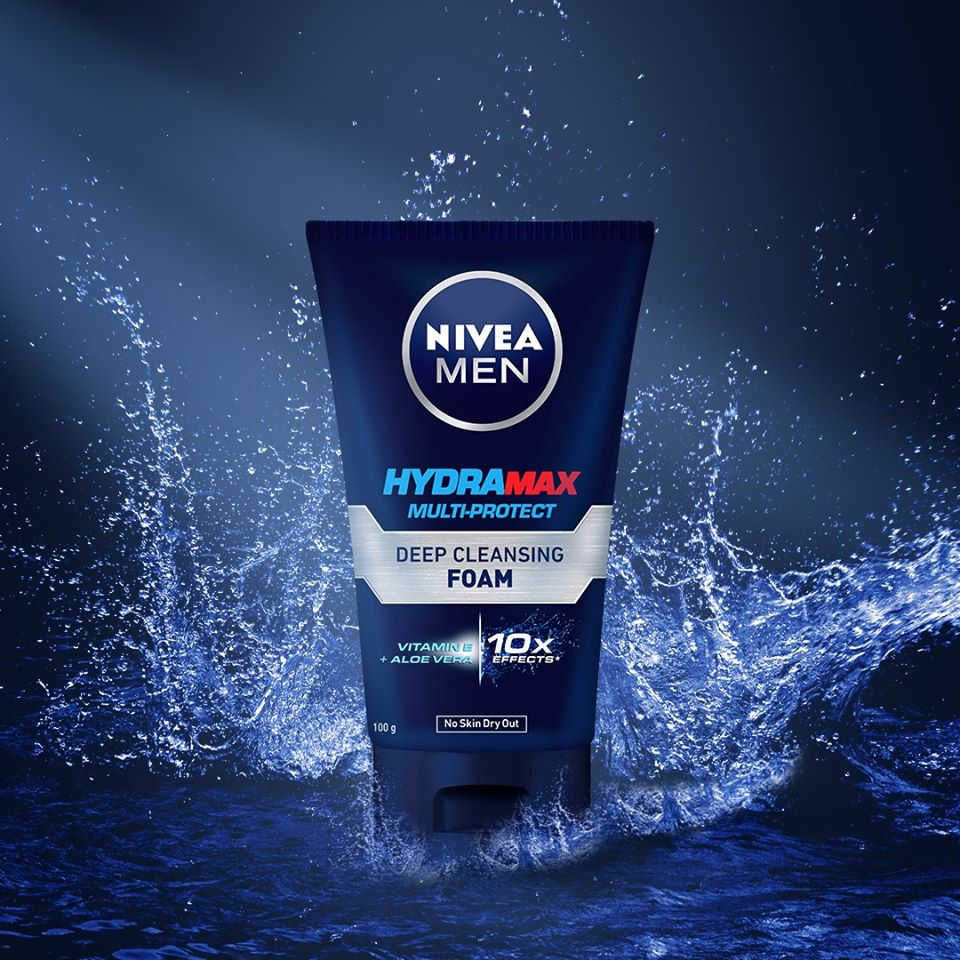 NIVEA
MEN
HYDRAMAX
MULTI-PROTECT
DEEP CLEANSING
FOAM
VITAMIN E
+ ALOE VERA
10x
EFFECTS*
100 g
No Skin Dry Out